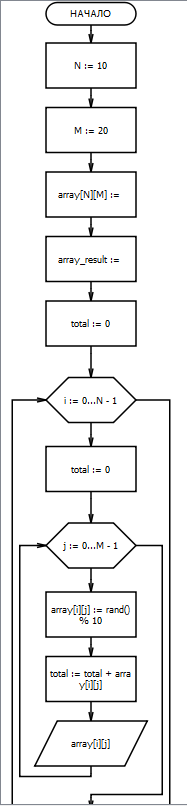 НАЧАЛО
N := 10
M := 20
array[N][M] :=
array_result :=
total := 0
i := 0...N - 1
total := 0
j := 0...M - 1
array[i][j] := rand()
% 10
total := total + arra
y[i][j]
array[i][j]